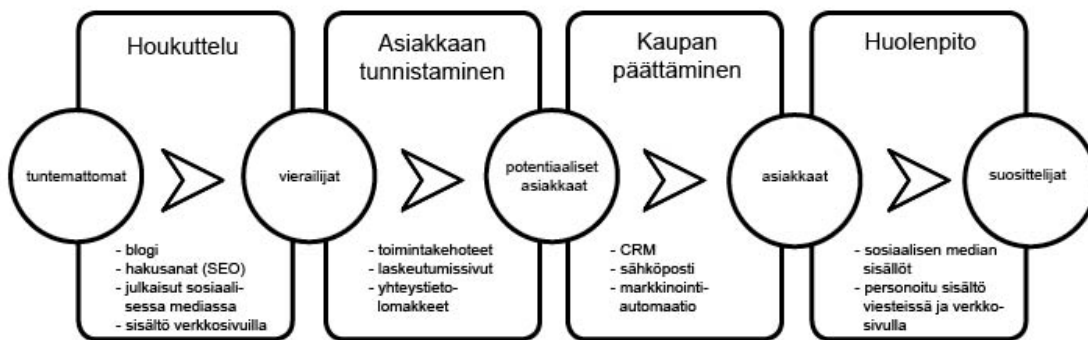 Houkuttelu
Asiakkaan
tunnistaminen
Kaupan
päättäminen
Huolenpito
tuntemattomat
vierailijat
potentiaaliset
asiakkaat
asiakkaat
suosittelijat
- blogi
- hakusanat (SEO)
- julkaisut sosiaali-
sessa mediassa
- sisältö verkkosivuilla
- toimintakehoteet
- laskeutumissivut
- yhteystieto-
lomakkeet
- CRM
- sähköposti
- markkinointi-
automaatio
- sosiaalisen median
sisällöt
- personoitu sisältö
viesteissä ja verkko-
sivulla